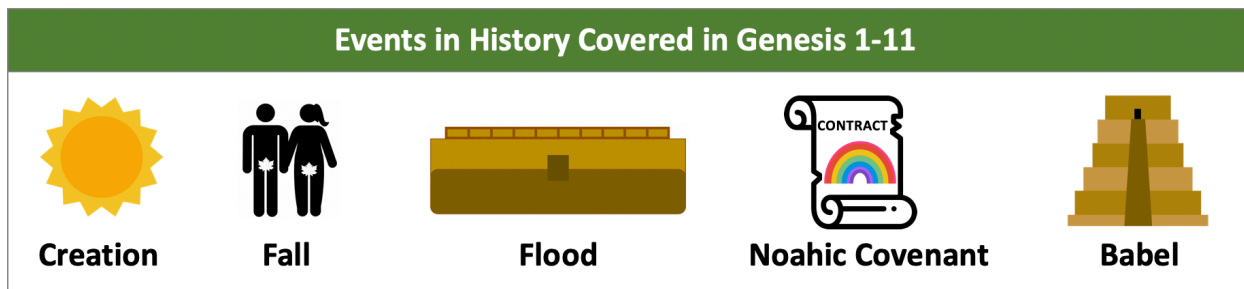 Events in History Covered in Genesis 1-11
CONTRACT
Creation
Fall
Flood
Noahic Covenant
Babel